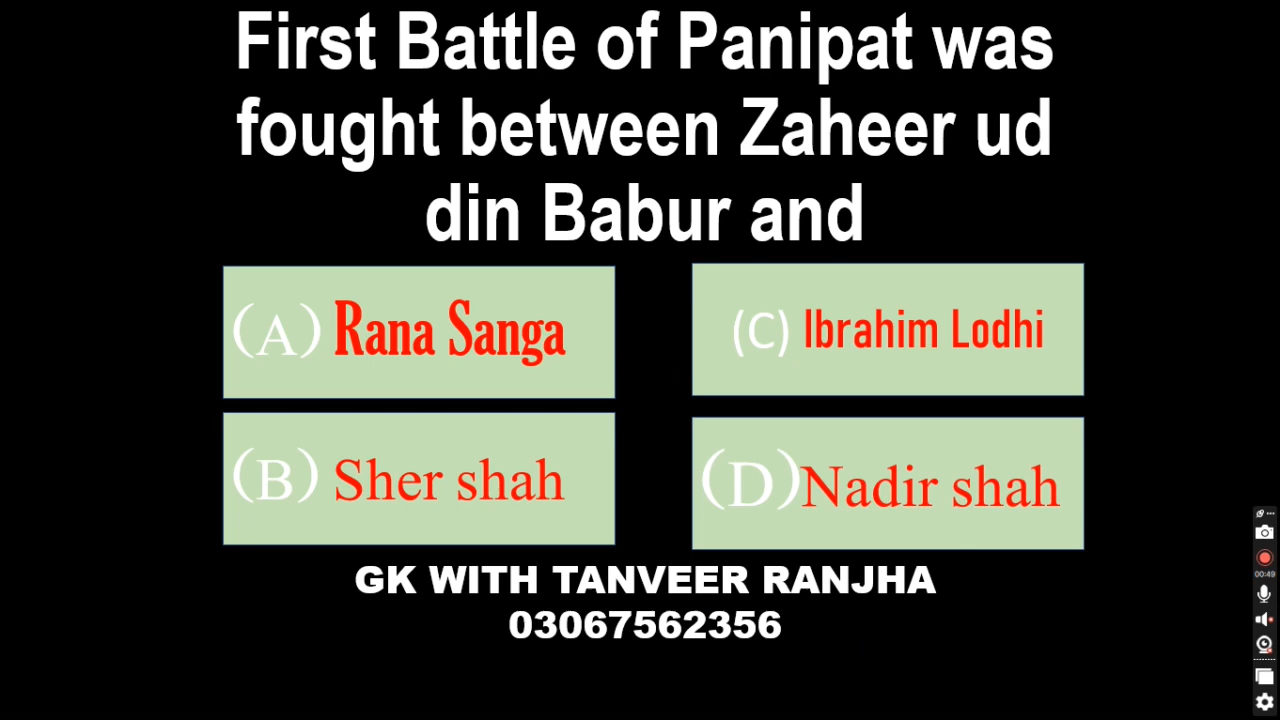 First Battle of Panipat was
fought between Zaheer ud
din Babur and
(A) Rana Sanga
(C) Ibrahim Lodhi
(B) Sher shah
(D)Nadir shah
GK WITH TANVEER RANJHA
03067562356
00:49